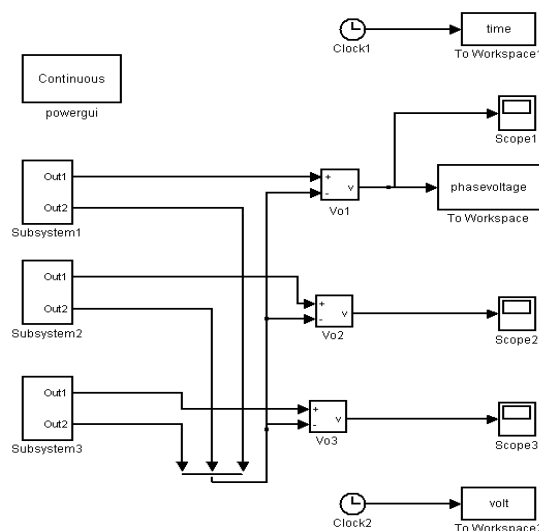 time
Clock1
To Workspace1
Continuous
powergui
Scope1
Out1
+
v
phasevoltage
Out2
-
Subsystem1
Vo1
To Workspace
Out1
+
v
Out2
-
Subsystem2
Vo2
Scope2
Out1
+
v
Out2
-
Subsystem3
Vo3
Scope3
volt
Clock2
To Workspace2